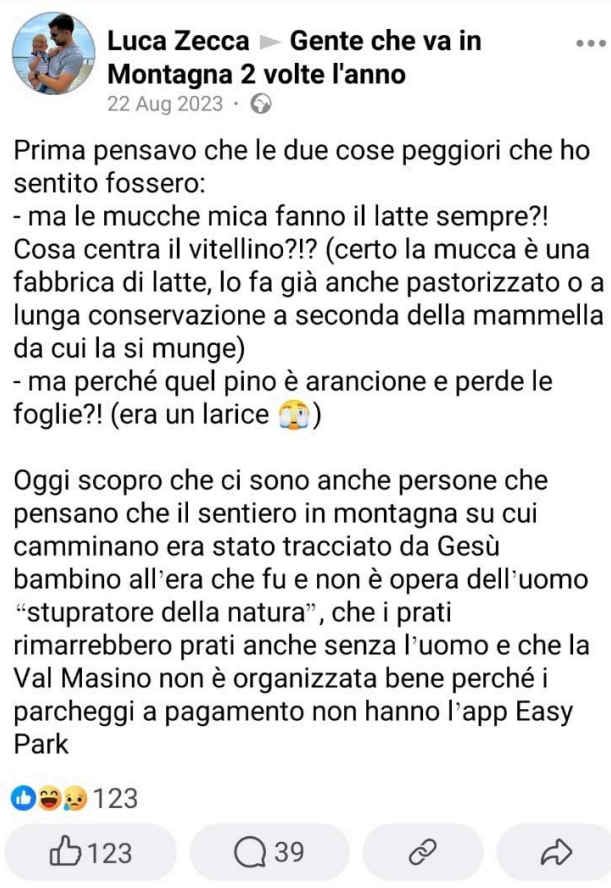 Luca Zecca ► Gente che va in
Montagna 2 volte l'anno
22 Aug 2023 ·
Prima pensavo che le due cose peggiori che ho
sentito fossero:
- ma le mucche mica fanno il latte sempre?!
Cosa centra il vitellino?!? (certo la mucca è una
fabbrica di latte, lo fa già anche pastorizzato o a
lunga conservazione a seconda della mammella
da cui la si munge)
- ma perché quel pino è arancione e perde le
foglie?! (era un larice 🫣)
Oggi scopro che ci sono anche persone che
pensano che il sentiero in montagna su cui
camminano era stato tracciato da Gesù
bambino all’era che fu e non è opera dell’uomo
“stupratore della natura”, che i prati
rimarrebbero prati anche senza l’uomo e che la
Val Masino non è organizzata bene perché i
parcheggi a pagamento non hanno l’app Easy
Park
123
123 39